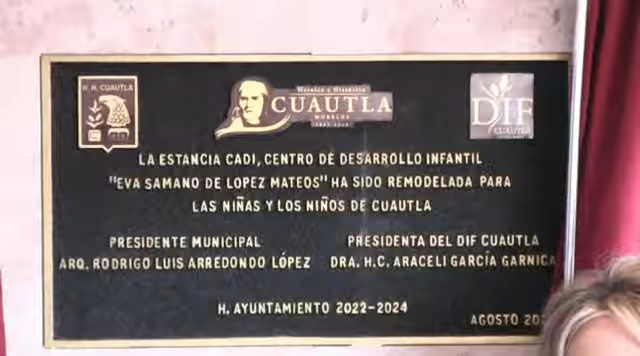 H. H. CUAUTLA
Heroica e Histórica
CUAUTLA
MORELOS
DIF
CUAUTLA
LA ESTANCIA CADI, CENTRO DE DESARROLLO INFANTIL
"EVA SAMANO DE LOPEZ MATEOS" HA SIDO REMODELADA PARA
LAS NIÑAS Y LOS NIÑOS DE CUAUTLA
PRESIDENTE MUNICIPAL
ARQ. RODRIGO LUIS ARREDONDO LÓPEZ
PRESIDENTA DEL DIF CUAUTLA
DRA. H.C. ARACELI GARCÍA GARNICA
H. AYUNTAMIENTO 2022-2024
AGOSTO